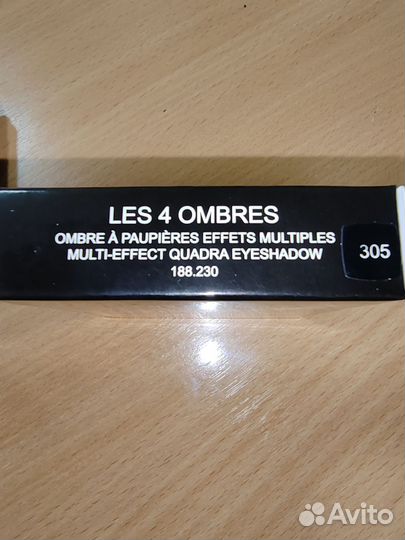 LES 4 OMBRES
OMBRE À PAUPIÈRES EFFETS MULTIPLES
MULTI-EFFECT QUADRA EYESHADOW
188.230
305
Avito